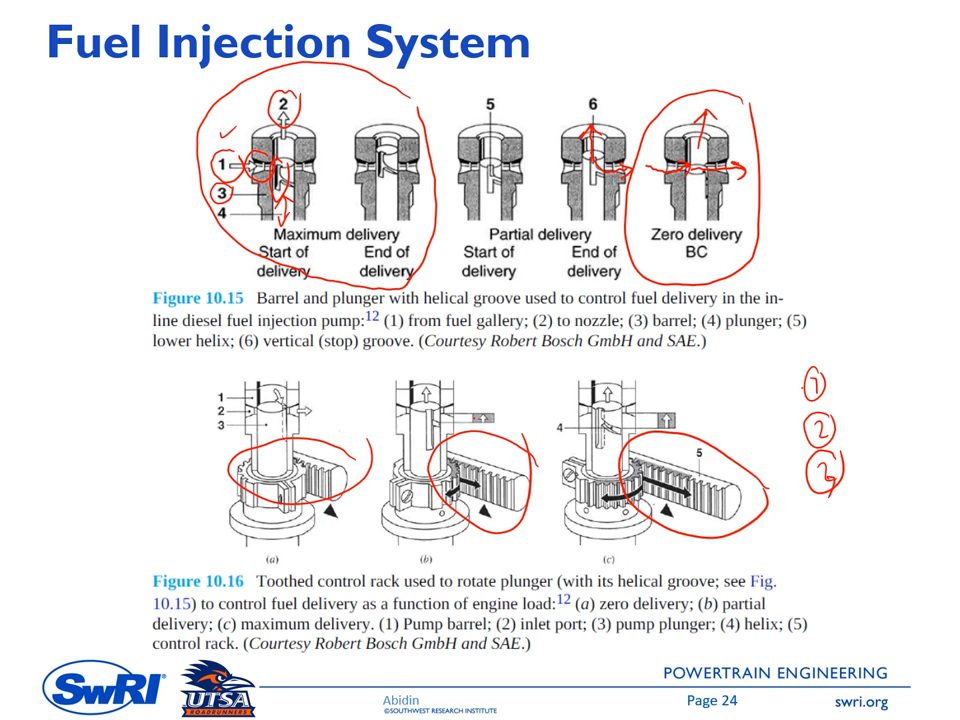 Fuel Injection System
2 5 6
1
3
4
Maximum delivery Partial delivery Zero delivery
Start of End of Start of End of BC
delivery delivery delivery delivery
Figure 10.15 Barrel and plunger with helical groove used to control fuel delivery in the in-
line diesel fuel injection pump:12 (1) from fuel gallery; (2) to nozzle; (3) barrel; (4) plunger; (5)
lower helix; (6) vertical (stop) groove. (Courtesy Robert Bosch GmbH and SAE.)
1
2
3
4
5
1
2
3
(a) (b) (c)
Figure 10.16 Toothed control rack used to rotate plunger (with its helical groove; see Fig.
10.15) to control fuel delivery as a function of engine load:12 (a) zero delivery; (b) partial
delivery; (c) maximum delivery. (1) Pump barrel; (2) inlet port; (3) pump plunger; (4) helix; (5)
control rack. (Courtesy Robert Bosch GmbH and SAE.)
POWERTRAIN ENGINEERING
SwRI
UTSA
ROADRUNNERS
Abidin
©SOUTHWEST RESEARCH INSTITUTE
Page 24
swri.org